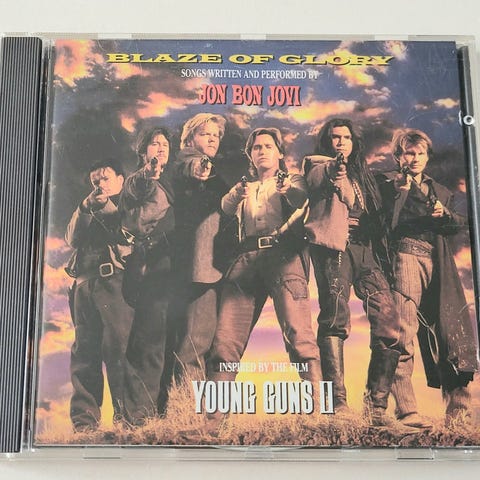 BLAZE OF GLORY
SONGS WRITTEN AND PERFORMED BY
JON BON JOVI
INSPIRED BY THE FILM
YOUNG GUNS II